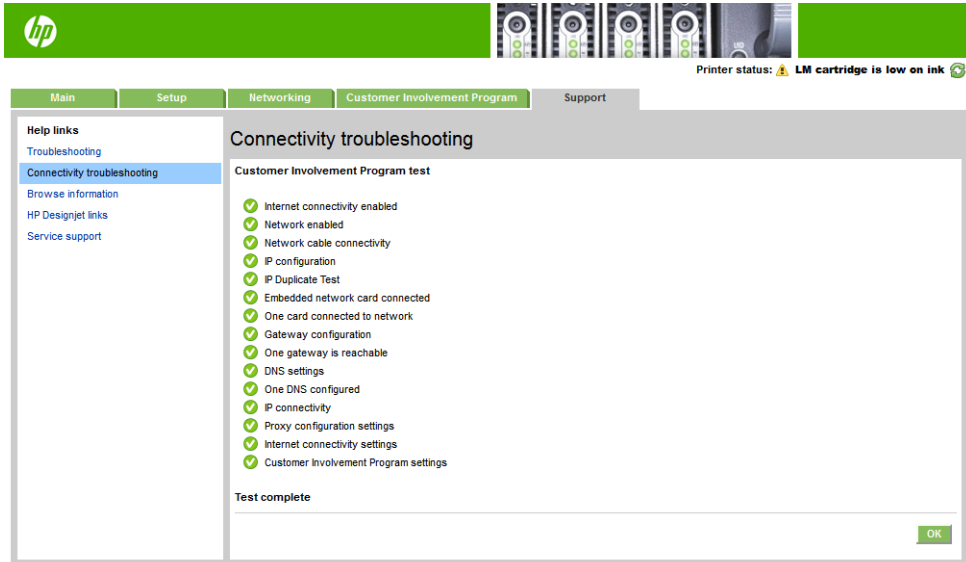 hp
UID
Printer status: LM cartridge is low on ink
Main Setup Networking Customer Involvement Program Support
Help links
Troubleshooting
Connectivity troubleshooting
Browse information
HP Designjet links
Service support
Connectivity troubleshooting
Customer Involvement Program test
Internet connectivity enabled
Network enabled
Network cable connectivity
IP configuration
IP Duplicate Test
Embedded network card connected
One card connected to network
Gateway configuration
One gateway is reachable
DNS settings
One DNS configured
IP connectivity
Proxy configuration settings
Internet connectivity settings
Customer Involvement Program settings
Test complete
OK